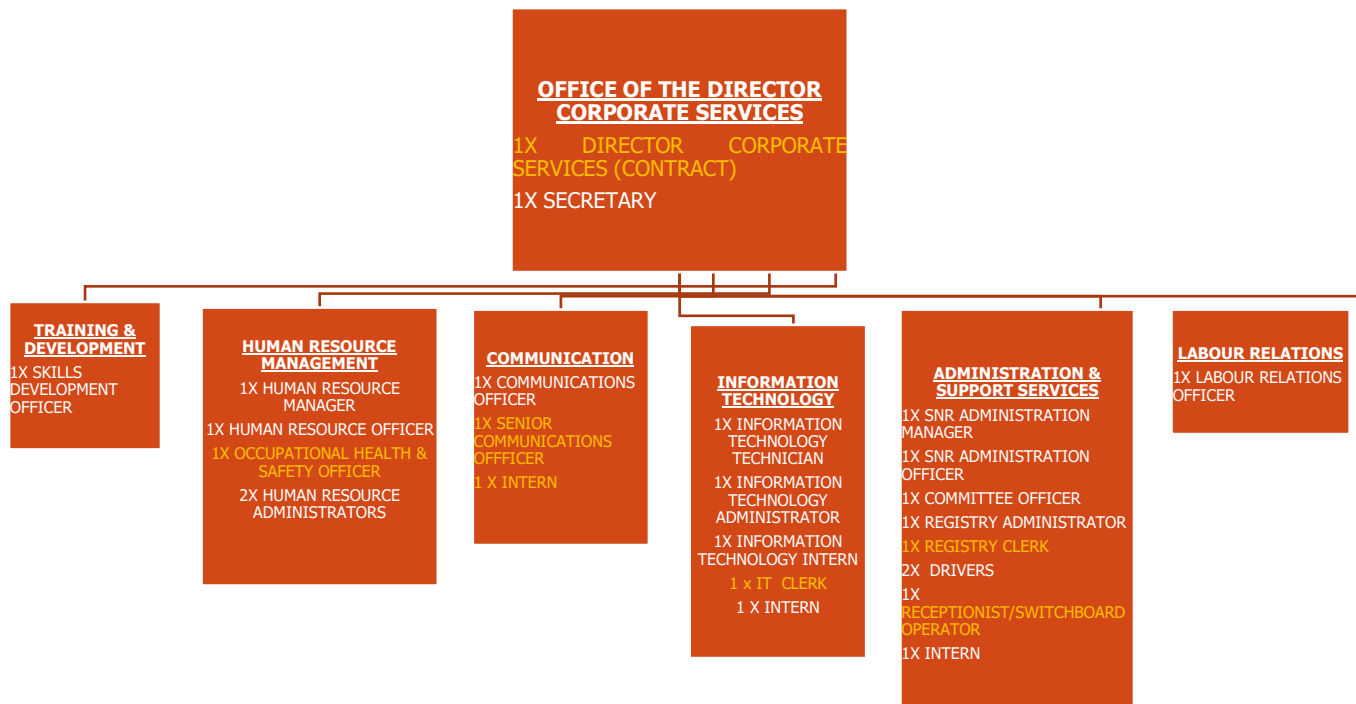 OFFICE OF THE DIRECTOR
CORPORATE SERVICES
1X DIRECTOR CORPORATE
SERVICES (CONTRACT)
1X SECRETARY
TRAINING &
DEVELOPMENT
1X SKILLS
DEVELOPMENT
OFFICER
HUMAN RESOURCE
MANAGEMENT
1X HUMAN RESOURCE
MANAGER
1X HUMAN RESOURCE OFFICER
1X OCCUPATIONAL HEALTH &
SAFETY OFFICER
2X HUMAN RESOURCE
ADMINISTRATORS
COMMUNICATION
1X COMMUNICATIONS
OFFICER
1X SENIOR
COMMUNICATIONS
OFFFICER
1 X INTERN
INFORMATION
TECHNOLOGY
1X INFORMATION
TECHNOLOGY
TECHNICIAN
1X INFORMATION
TECHNOLOGY
ADMINISTRATOR
1X INFORMATION
TECHNOLOGY INTERN
1 x IT CLERK
1 X INTERN
ADMINISTRATION &
SUPPORT SERVICES
1X SNR ADMINISTRATION
MANAGER
1X SNR ADMINISTRATION
OFFICER
1X COMMITTEE OFFICER
1X REGISTRY ADMINISTRATOR
1X REGISTRY CLERK
2X DRIVERS
1X
RECEPTIONIST/SWITCHBOARD
OPERATOR
1X INTERN
LABOUR RELATIONS
1X LABOUR RELATIONS
OFFICER